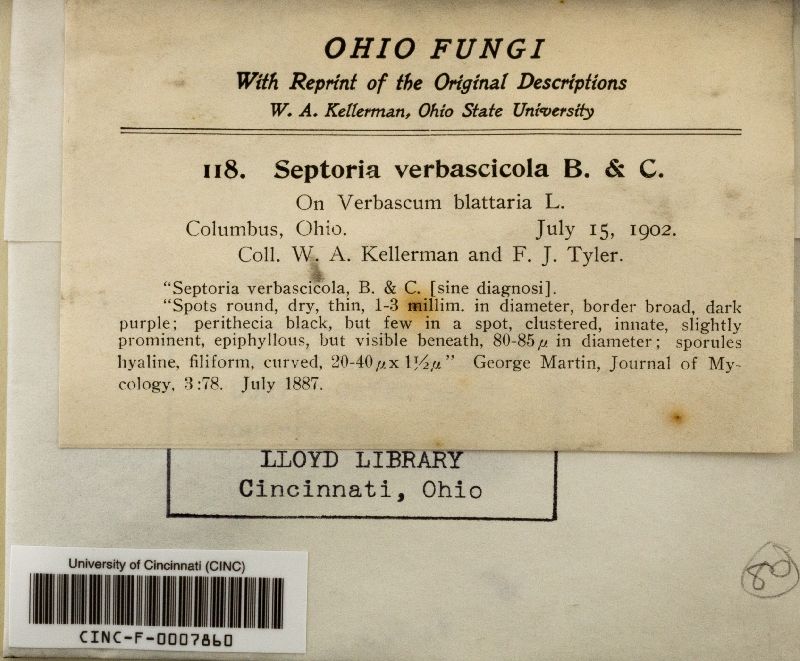 OHIO FUNGI
With Reprint of the Original Descriptions
W. A. Kellerman, Ohio State University
118. Septoria verbascicola B. & C.
On Verbascum blattaria L.
Columbus, Ohio. July 15, 1902.
Coll. W. A. Kellerman and F. J. Tyler.
"Septoria verbascicola, B. & C. [sine diagnosi].
"Spots round, dry, thin, 1-3 millim. in diameter, border broad, dark
purple; perithecia black, but few in a spot, clustered, innate, slightly
prominent, epiphyllous, but visible beneath, 80-85µ in diameter; sporules
hyaline, filiform, curved, 20-40µ x 1½µ" George Martin, Journal of My-
cology, 3:78. July 1887.
LLOYD LIBRARY
Cincinnati, Ohio
University of Cincinnati (CINC)
CINC-F-0007860
80